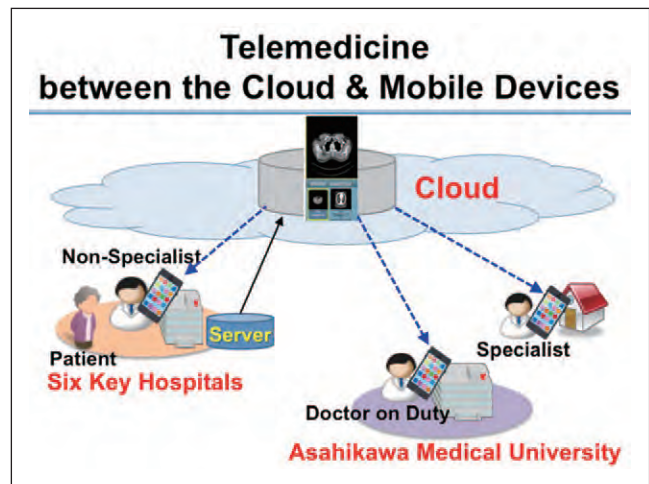 Telemedicine
between the Cloud & Mobile Devices
Cloud
Non-Specialist
Server
Patient
Six Key Hospitals
Specialist
Doctor on Duty
Asahikawa Medical University